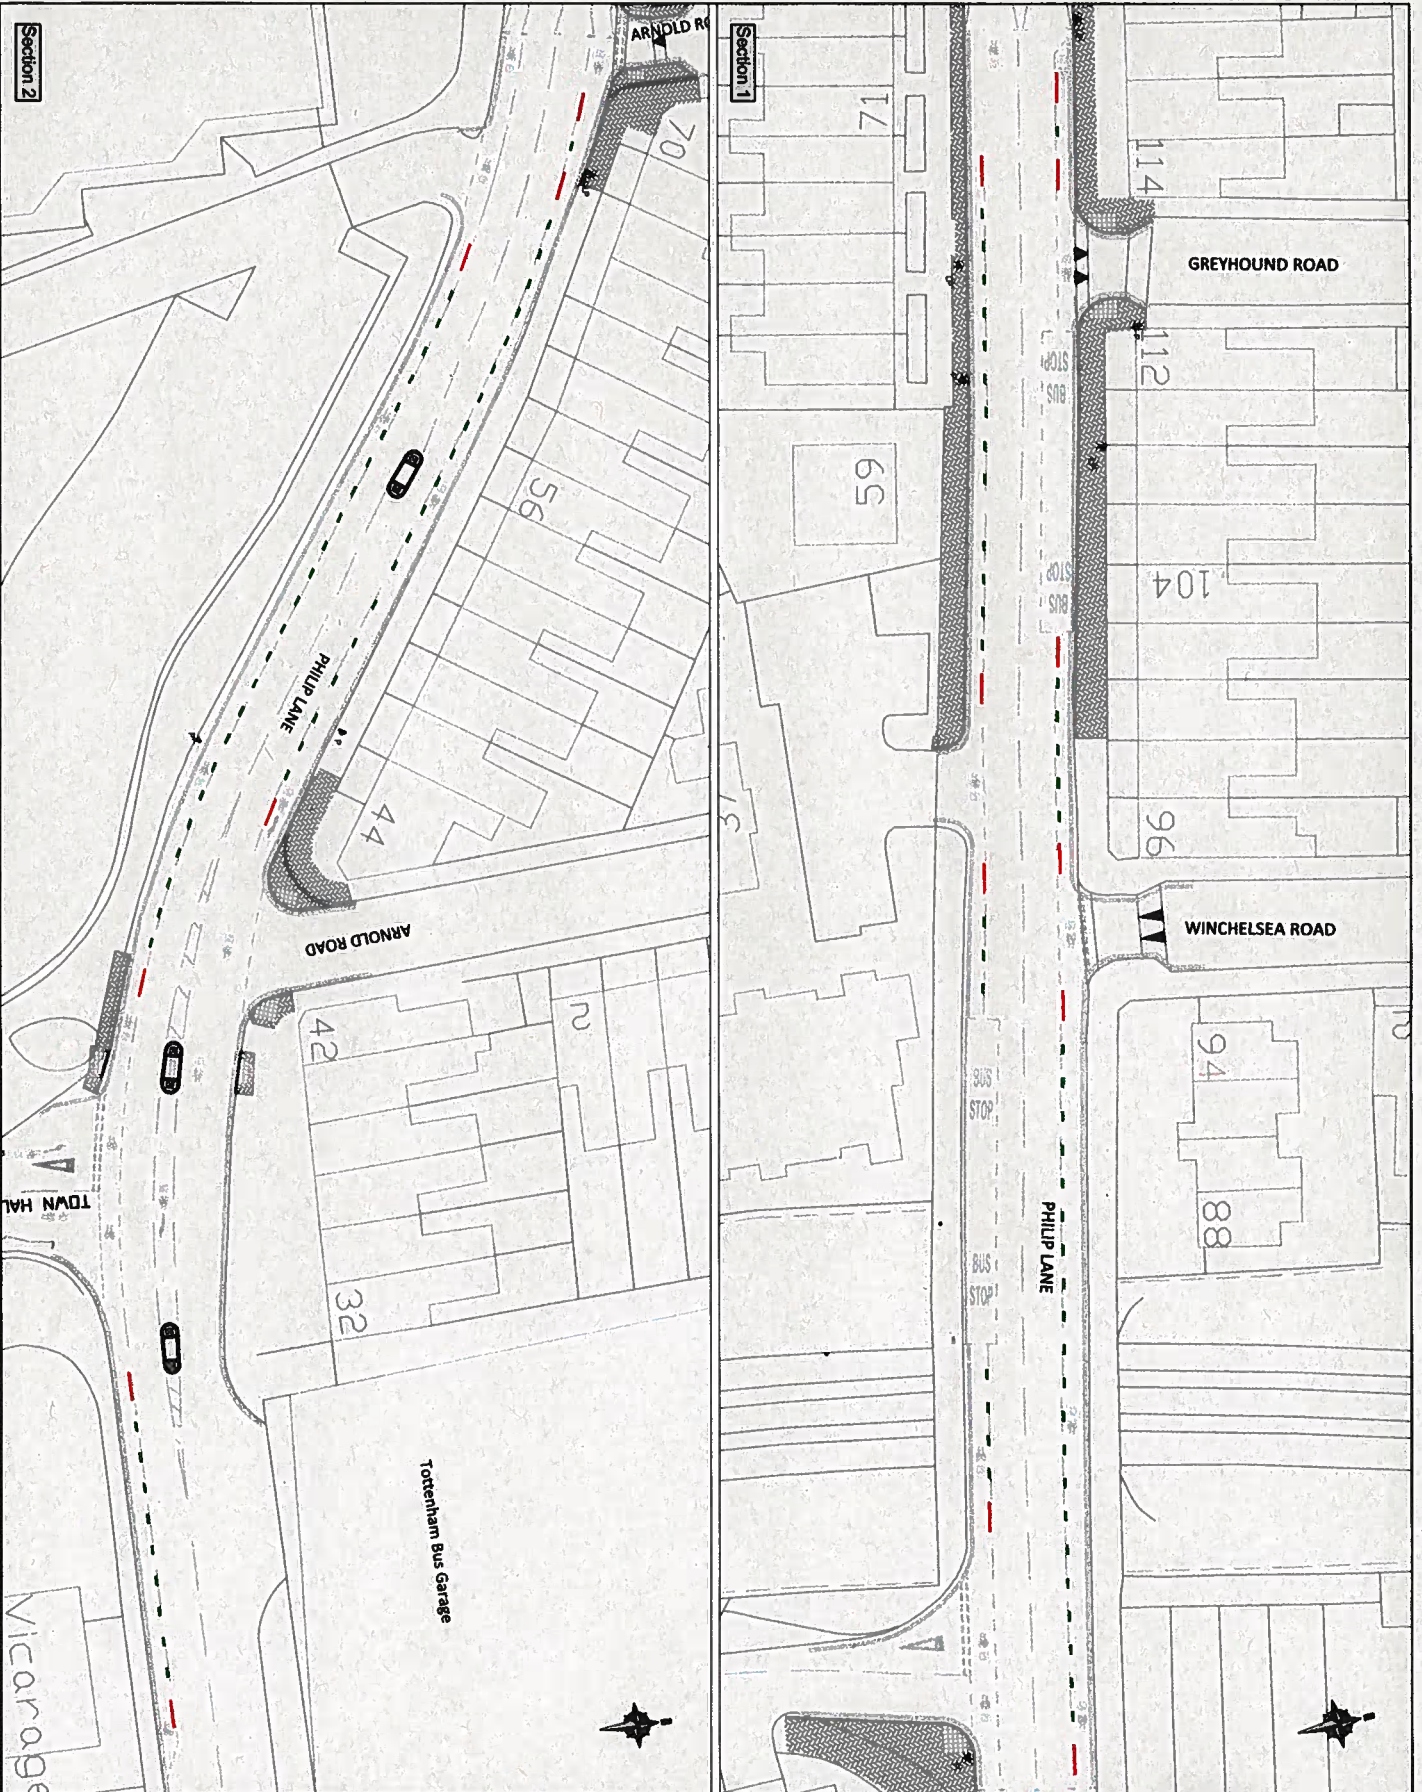 Section 2
ARNOLD RO
70
56
PHILIP LANE
44
ARNOLD ROAD
42
2
TOWN HAL
32
Tottenham Bus Garage
Vicarage
Section 1
71
114
GREYHOUND ROAD
112
BUS
STOP
59
104
BUS
STOP
96
WINCHELSEA ROAD
94
BUS
STOP
88
PHILIP LANE
BUS
STOP